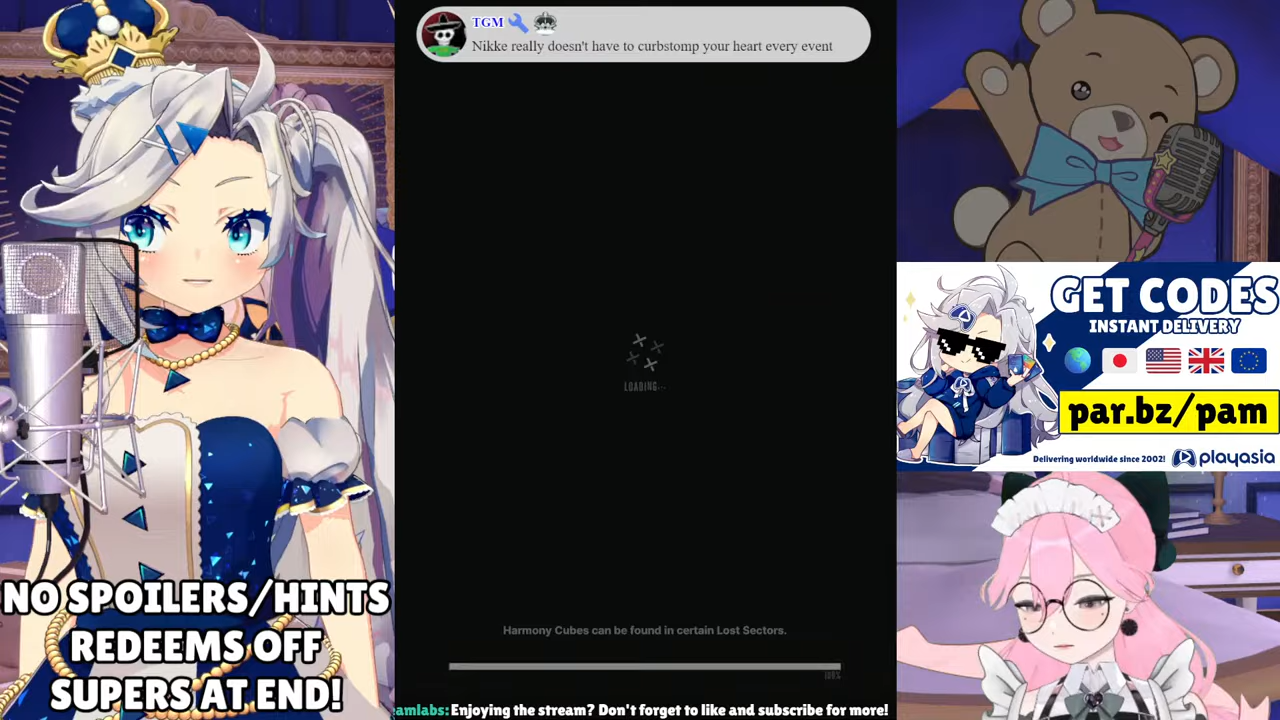 TGM
Nikke really doesn't have to curbstomp your heart every event
GET CODES
INSTANT DELIVERY
par.bz/pam
Delivering worldwide since 2002! playasia
LOADING...
NO SPOILERS/HINTS
REDEEMS OFF
SUPERS AT END!
Harmony Cubes can be found in certain Lost Sectors.
100%
eamlabs: Enjoying the stream? Don't forget to like and subscribe for more!